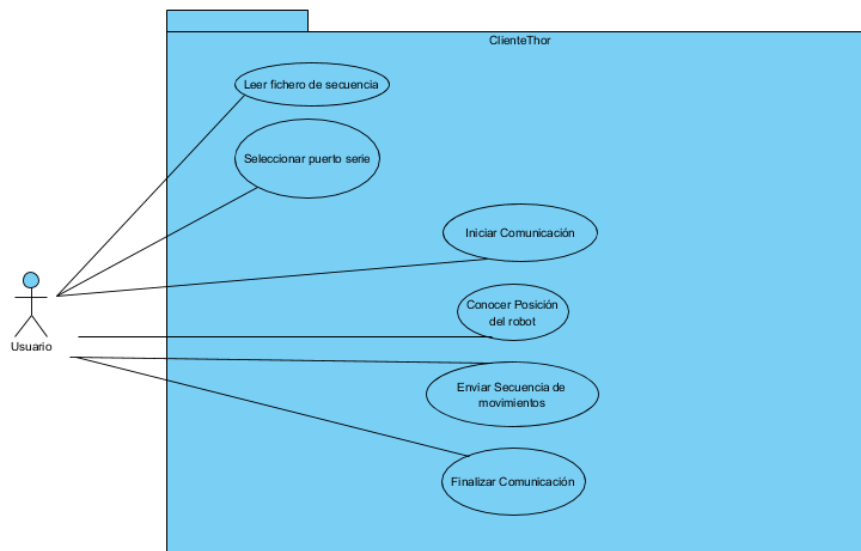 ClienteThor
Leer fichero de secuencia
Seleccionar puerto serie
Iniciar Comunicación
Conocer Posición
del robot
Usuario
Enviar Secuencia de
movimientos
Finalizar Comunicación